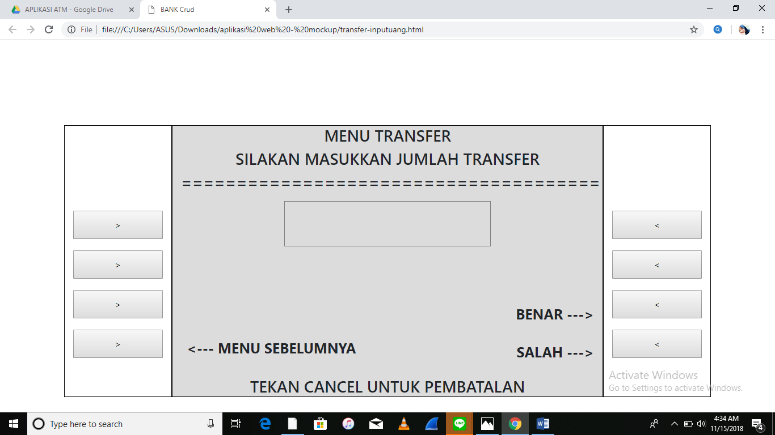 APLIKASI ATM - Google Drive
BANK Crud
File
file:///C:/Users/ASUS/Downloads/aplikasi%20web%20-%20mockup/transfer-inputuang.html
MENU TRANSFER
SILAKAN MASUKKAN JUMLAH TRANSFER
======================================
> <
> <
> <
BENAR --->
> <
<--- MENU SEBELUMNYA
SALAH --->
Activate Windows
Go to Settings to activate Windows.
TEKAN CANCEL UNTUK PEMBATALAN
Type here to search
4:34 AM
11/15/2018
4